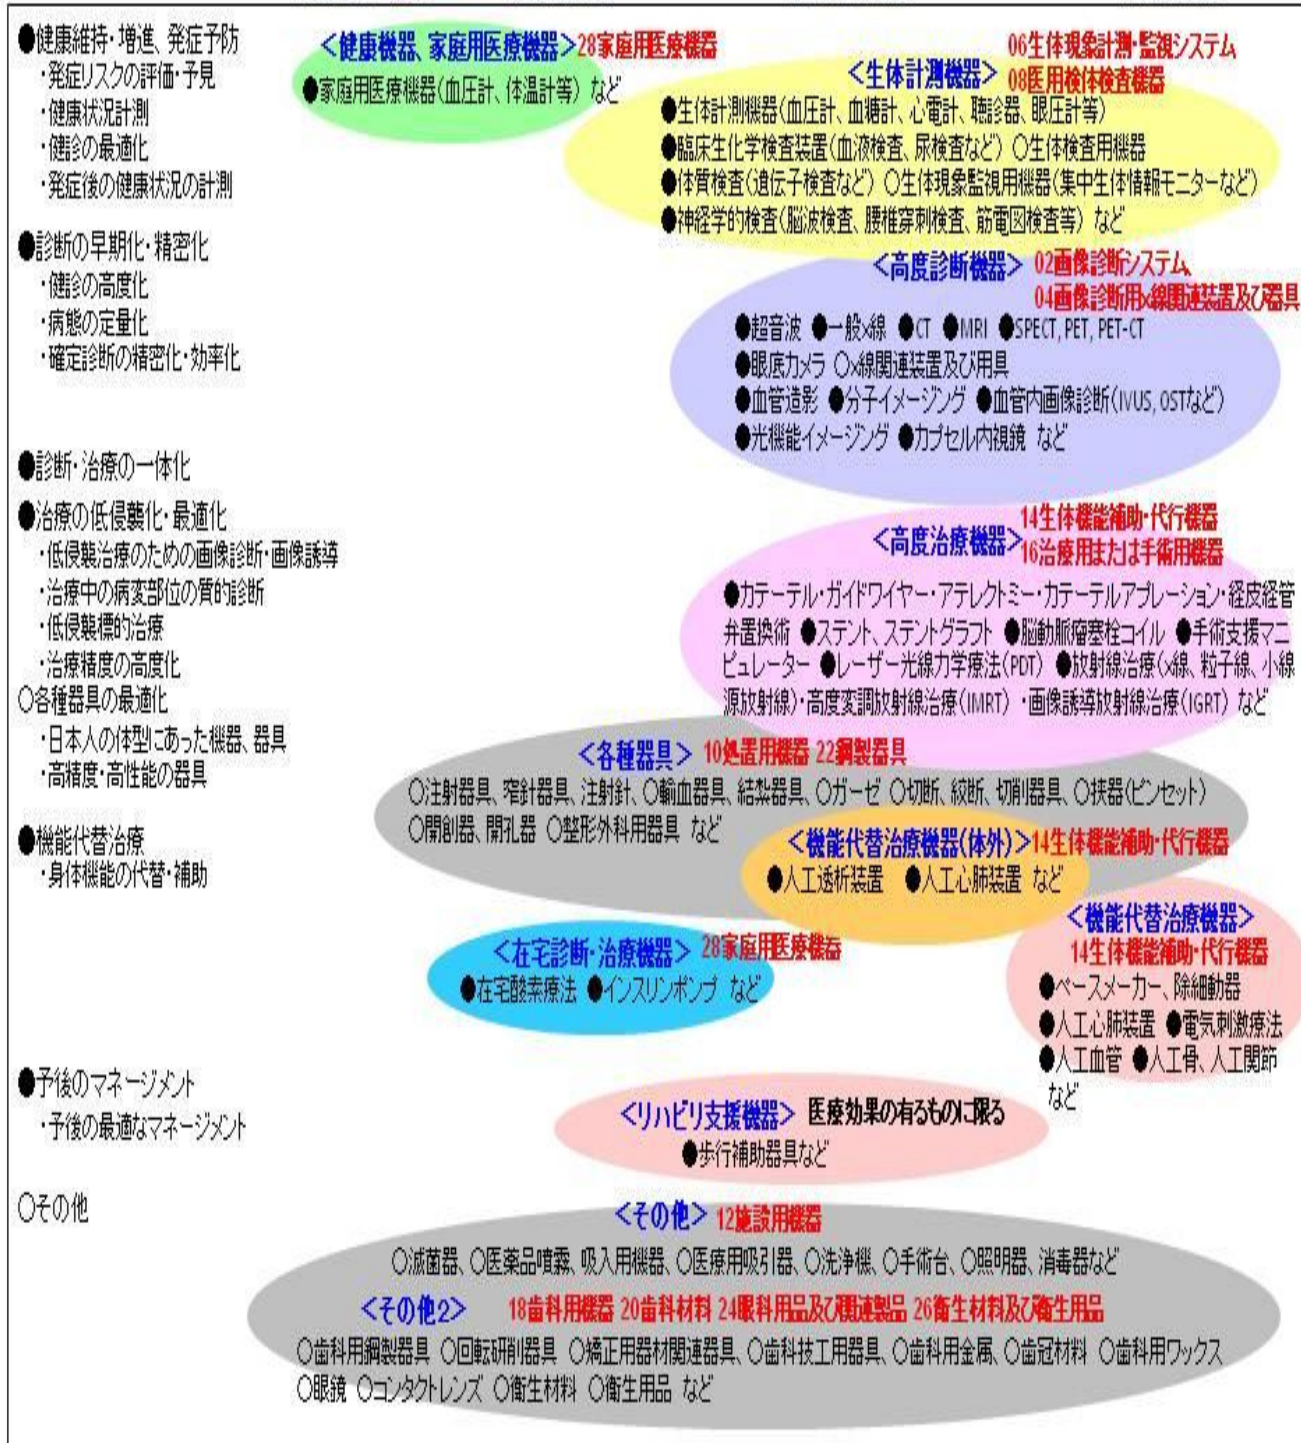 ●健康維持・増進、発症予防
・発症リスクの評価・予見
・健康状況計測
・健診の最適化
・発症後の健康状況の計測
<健康機器、家庭用医療機器>28家庭用医療機器
●家庭用医療機器(血圧計、体温計等) など
06生体現象計測・監視システム
<生体計測機器> 08医用検体検査機器
●生体計測機器(血圧計、血糖計、心電計、聴診器、眼圧計等)
●臨床生化学検査装置(血液検査、尿検査など) ○生体検査用機器
●体質検査(遺伝子検査など) ○生体現象監視用機器(集中生体情報モニターなど)
●神経学的検査(脳波検査、腰椎穿刺検査、筋電図検査等) など
●診断の早期化・精密化
・健診の高度化
・病態の定量化
・確定診断の精密化・効率化
<高度診断機器> 02画像診断システム、
04画像診断用x線関連装置及び器具
●超音波 ●一般x線 ●CT ●MRI ●SPECT, PET, PET-CT
●眼底カメラ ○x線関連装置及び用具
●血管造影 ●分子イメージング ●血管内画像診断(IVUS, OSTなど)
●光機能イメージング ●カプセル内視鏡 など
●診断・治療の一体化
●治療の低侵襲化・最適化
・低侵襲治療のための画像診断・画像誘導
・治療中の病変部位の質的診断
・低侵襲標的治療
・治療精度の高度化
14生体機能補助・代行機器
<高度治療機器> 16治療用または手術用機器
●カテーテル・ガイドワイヤー・アテレクトミー・カテーテルアブレーション・経皮経管
弁置換術 ●ステント、ステントグラフト ●脳動脈瘤塞栓コイル ●手術支援マニ
ピュレーター ●レーザー光線力学療法(PDT) ●放射線治療(x線、粒子線、小線
源放射線)・高度変調放射線治療(IMRT) ・画像誘導放射線治療(IGRT) など
○各種器具の最適化
・日本人の体型にあった機器、器具
・高精度・高性能の器具
<各種器具> 10処置用機器 22鋼製器具
○注射器具、穿針器具、注射針、○輸血器具、結紮器具、○ガーゼ ○切断、絞断、切削器具、○挟器(ピンセット)
○開創器、開孔器 ○整形外科用器具 など
●機能代替治療
・身体機能の代替・補助
<機能代替治療機器(体外)>14生体機能補助・代行機器
●人工透析装置 ●人工心肺装置 など
<機能代替治療機器>
14生体機能補助・代行機器
●ペースメーカー、除細動器
●人工心肺装置 ●電気刺激療法
●人工血管 ●人工骨、人工関節
など
<在宅診断・治療機器> 28家庭用医療機器
●在宅酸素療法 ●インスリンポンプ など
●予後のマネージメント
・予後の最適なマネージメント
<リハビリ支援機器> 医療効果の有るものに限る
●歩行補助器具など
○その他
<その他> 12施設用機器
○滅菌器、○医薬品噴霧、吸入用機器、○医療用吸引器、○洗浄機、○手術台、○照明器、消毒器など
<その他2> 18歯科用機器 20歯科材料 24眼科用品及び関連製品 26衛生材料及び衛生用品
○歯科用鋼製器具 ○回転研削器具 ○矯正用器材関連器具、○歯科技工用器具、○歯科用金属、○歯冠材料 ○歯科用ワックス
○眼鏡 ○コンタクトレンズ ○衛生材料 ○衛生用品 など